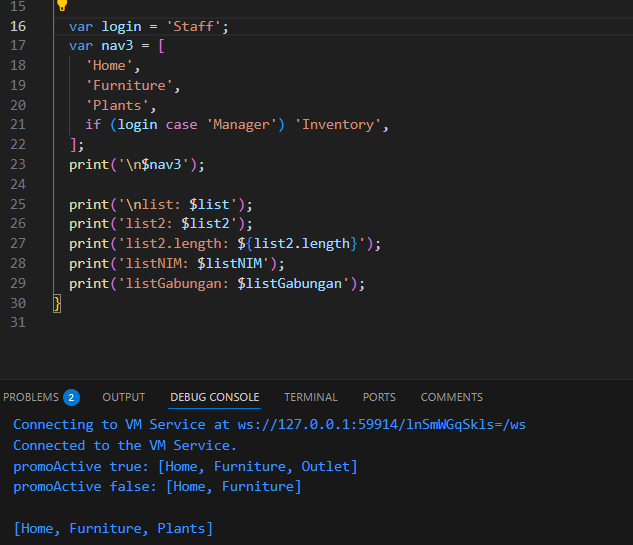 15
16 var login = 'Staff';
17 var nav3 = [
18 'Home',
19 'Furniture',
20 'Plants',
21 if (login case 'Manager') 'Inventory',
22 ];
23 print('\n$nav3');
24
25 print('\nlist: $list');
26 print('list2: $list2');
27 print('list2.length: ${list2.length}');
28 print('listNIM: $listNIM');
29 print('listGabungan: $listGabungan');
30 }
31
PROBLEMS 2 OUTPUT DEBUG CONSOLE TERMINAL PORTS COMMENTS
Connecting to VM Service at ws://127.0.0.1:59914/lnSmWGqSkls=/ws
Connected to the VM Service.
promoActive true: [Home, Furniture, Outlet]
promoActive false: [Home, Furniture]
[Home, Furniture, Plants]